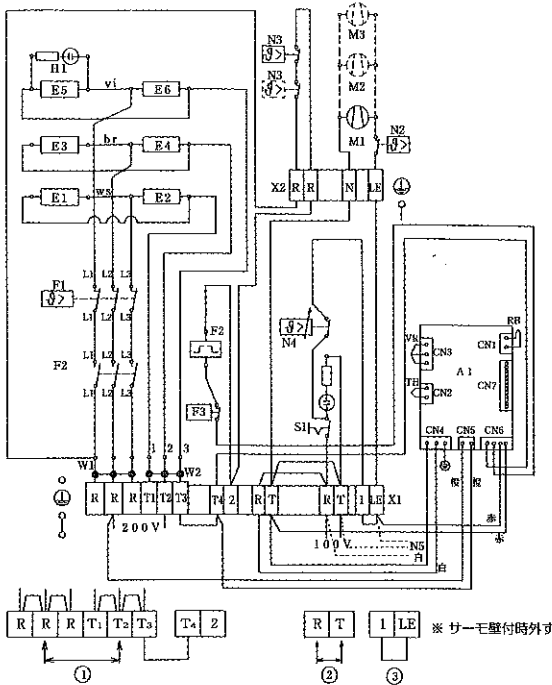 M3
N3
H1
vi
N3
M2
E5
E6
M1
N2
br
E3
E4
X2
R
R
N
LE
ws
E1
E2
L1
L2
L3
F1
L1
L2
L3
F2
N4
RH
VR
CN3
CN1
A1
TH
CN2
CN7
L1
L2
L3
F2
L1
L2
L3
F3
S1
CN4
CN5
CN6
1
2
3
W1
W2
橙
橙
R
R
R
T1
T2
T3
T4
2
R
T
R
T
1
LE
X1
赤
赤
200V
100V
N5
白
白
R
R
R
T1
T2
T3
T4
2
R
T
1
LE
※ サーモ壁付時外す
①
②
③